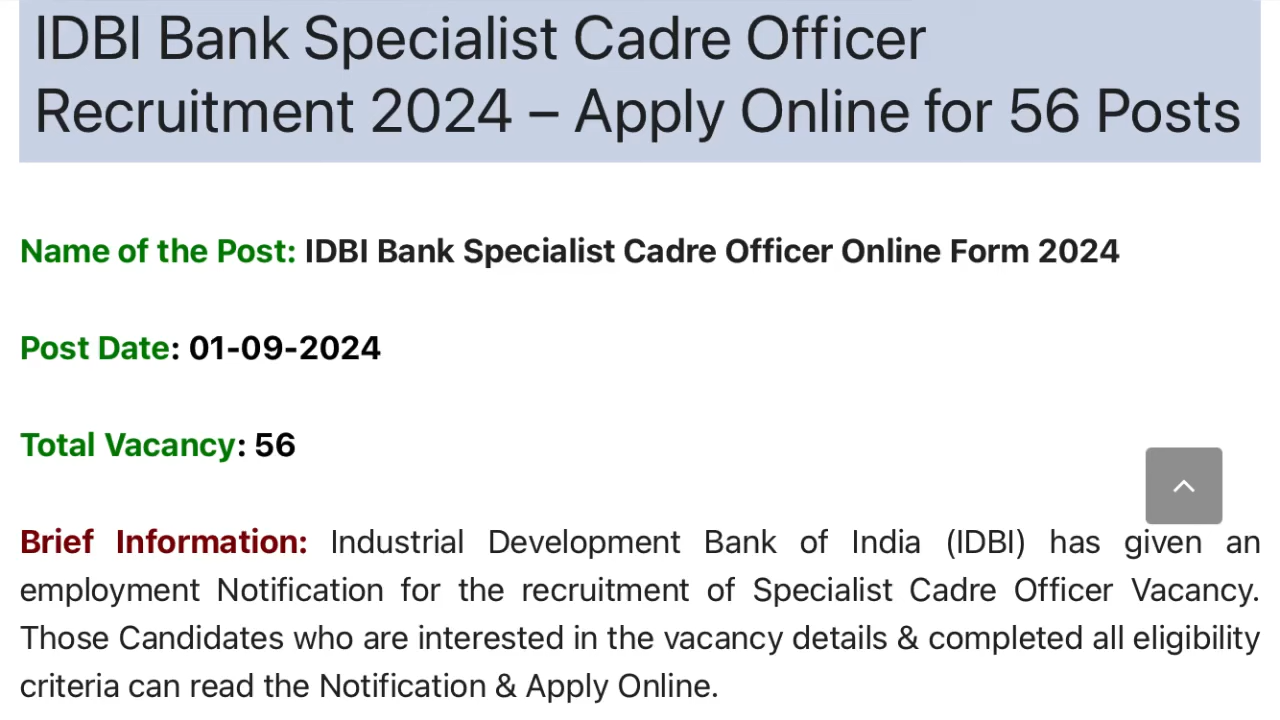 IDBI Bank Specialist Cadre Officer
Recruitment 2024 – Apply Online for 56 Posts
Name of the Post: IDBI Bank Specialist Cadre Officer Online Form 2024
Post Date: 01-09-2024
Total Vacancy: 56
Brief Information: Industrial Development Bank of India (IDBI) has given an
employment Notification for the recruitment of Specialist Cadre Officer Vacancy.
Those Candidates who are interested in the vacancy details & completed all eligibility
criteria can read the Notification & Apply Online.